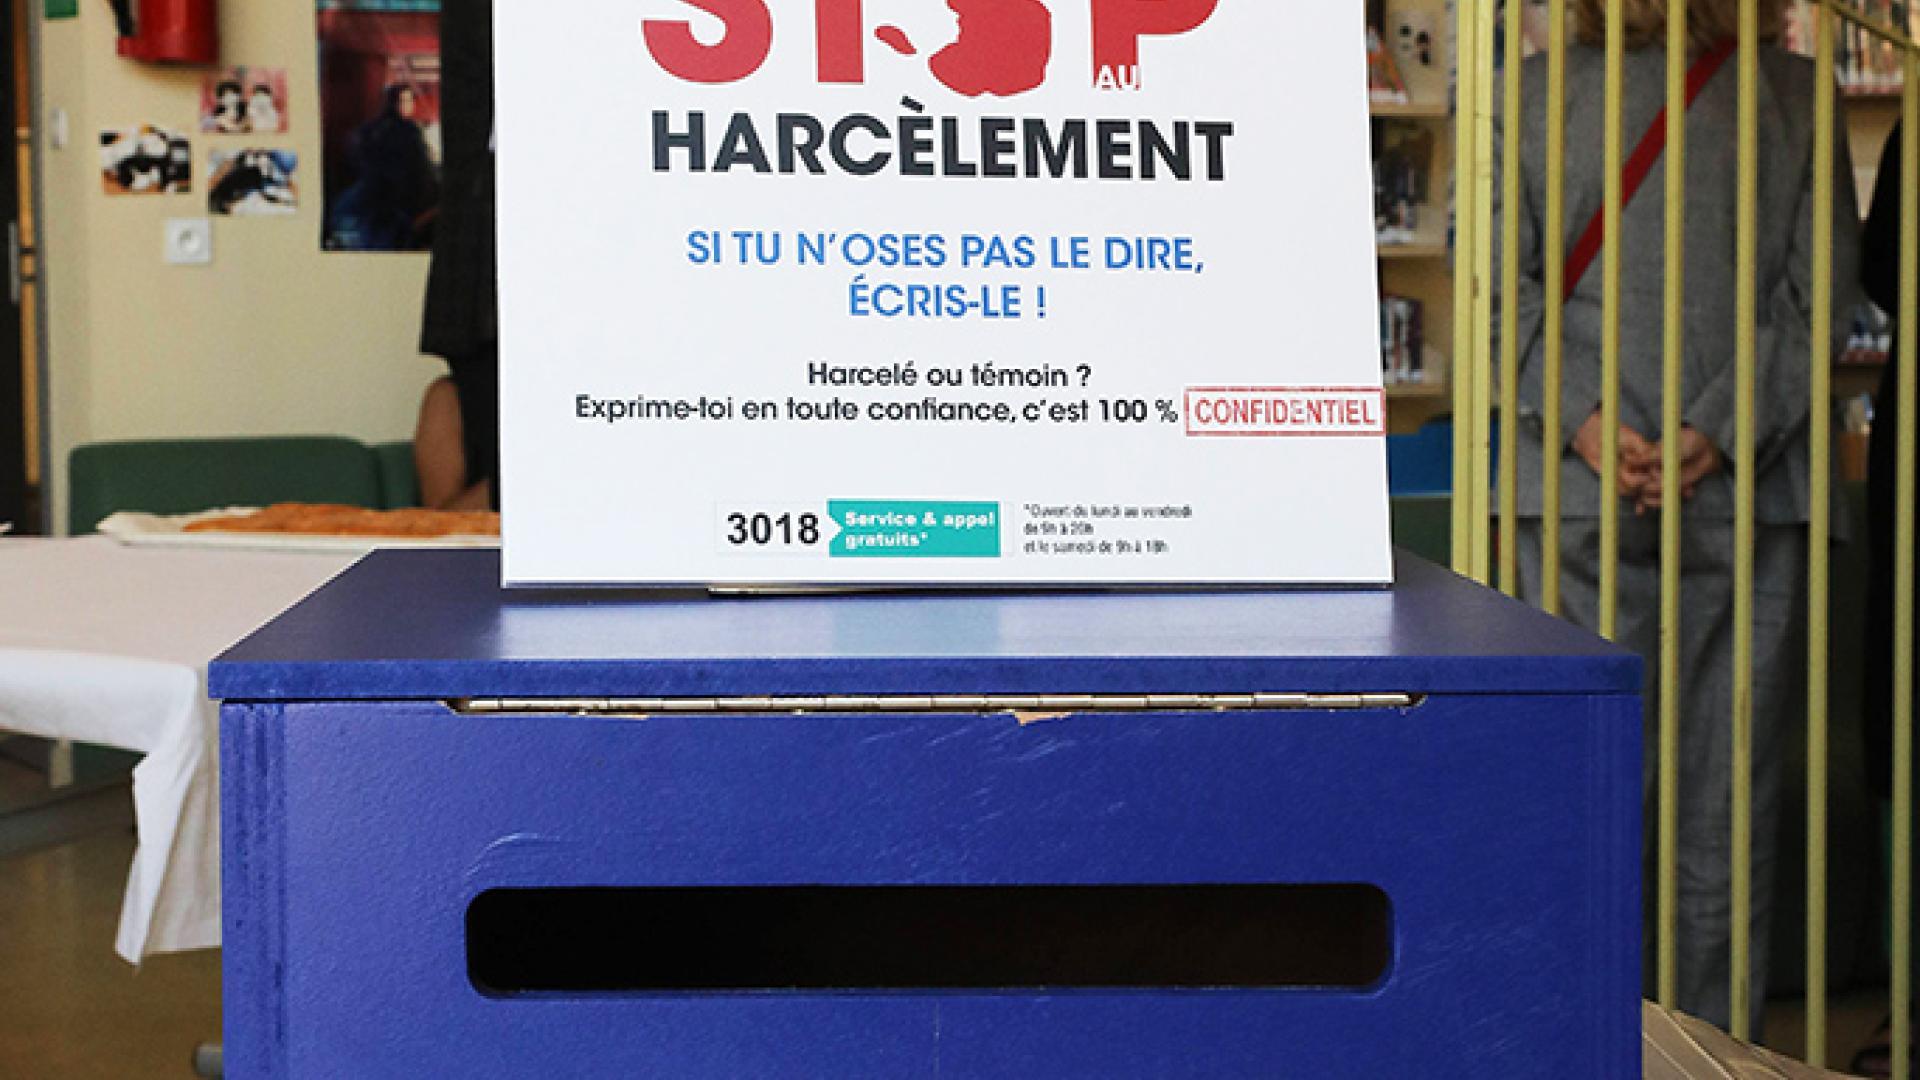 STOP
AU
HARCÈLEMENT
SI TU N'OSES PAS LE DIRE,
ÉCRIS-LE !
Harcelé ou témoin ?
Exprime-toi en toute confiance, c'est 100 % CONFIDENTIEL
3018 Service & appel
gratuits*
*Ouvert du lundi au vendredi
de 9h à 20h
et le samedi de 9h à 18h